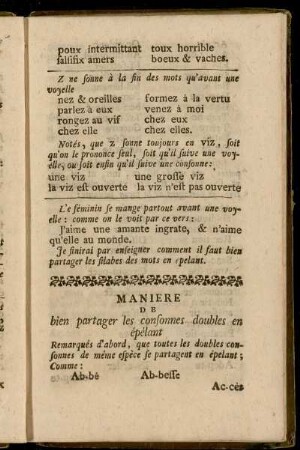 poux intermittant toux horrible
salsifix amers boeux & vaches.
Z ne sonne à la fin des mots qu'avant une
voyelle
nez & oreilles formez à la vertu
parlez à eux venez à moi
rongez au vif chez eux
chez elle chez elles.
Notés, que z sonne toujours en viz, soit
qu'on le prononce seul, soit qu'il suive une voy-
elle, ou soit enfin qu'il suive une consonne:
une viz une grosse viz
la viz est ouverte la viz n'est pas ouverte
L'e feminin se mange partout avant une voy-
elle : comme on le voit par ce vers:
J'aime une amante ingrate, & n'aime
qu'elle au monde.
Je finirai par enseigner comment il faut bien
partager les silabes des mots en epelant.
MANIERE
DE
bien partager les consonnes doubles en
épélant
Remarqués d'abord, que toutes les doubles con-
sonnes de même espèce se partagent en épelant;
Comme :
Ab-bé Ab-besse
Ac-cés